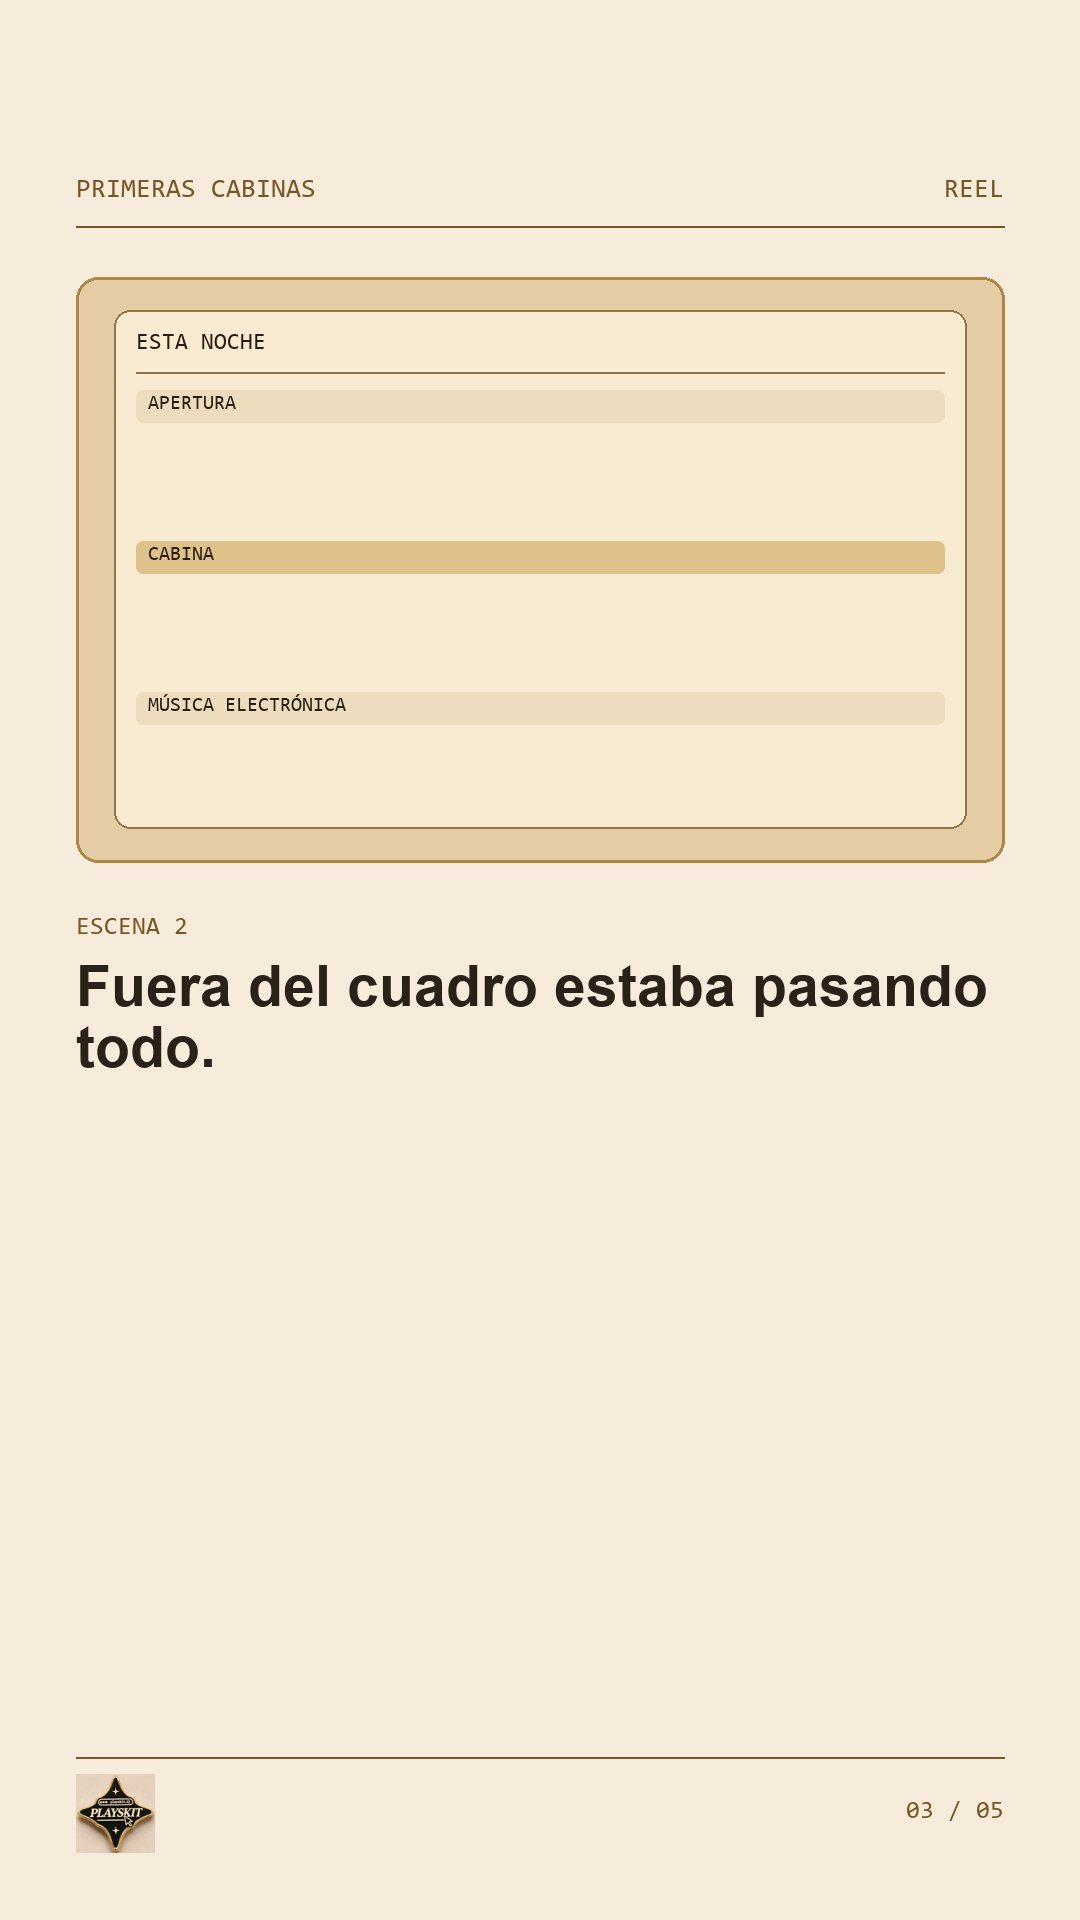 PRIMERAS CABINAS
REEL
ESTA NOCHE
APERTURA
CABINA
MÚSICA ELECTRÓNICA
ESCENA 2
Fuera del cuadro estaba pasando
todo.
PLAYSKIT
03 / 05